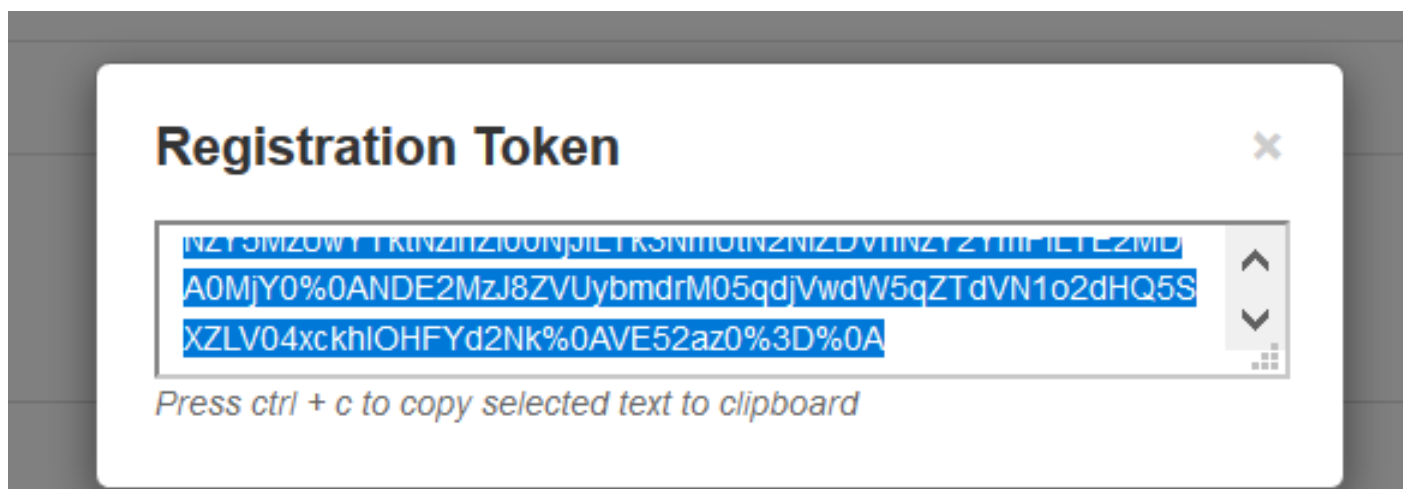 Registration Token
A0MjY0%0ANDE2MzJ8ZVUybmdrM05qdjVwdW5qZTdVN1o2dHQ5S
XZLV04xckhlOHFYd2Nk%0AVE52az0%3D%0A
Press ctrl + c to copy selected text to clipboard